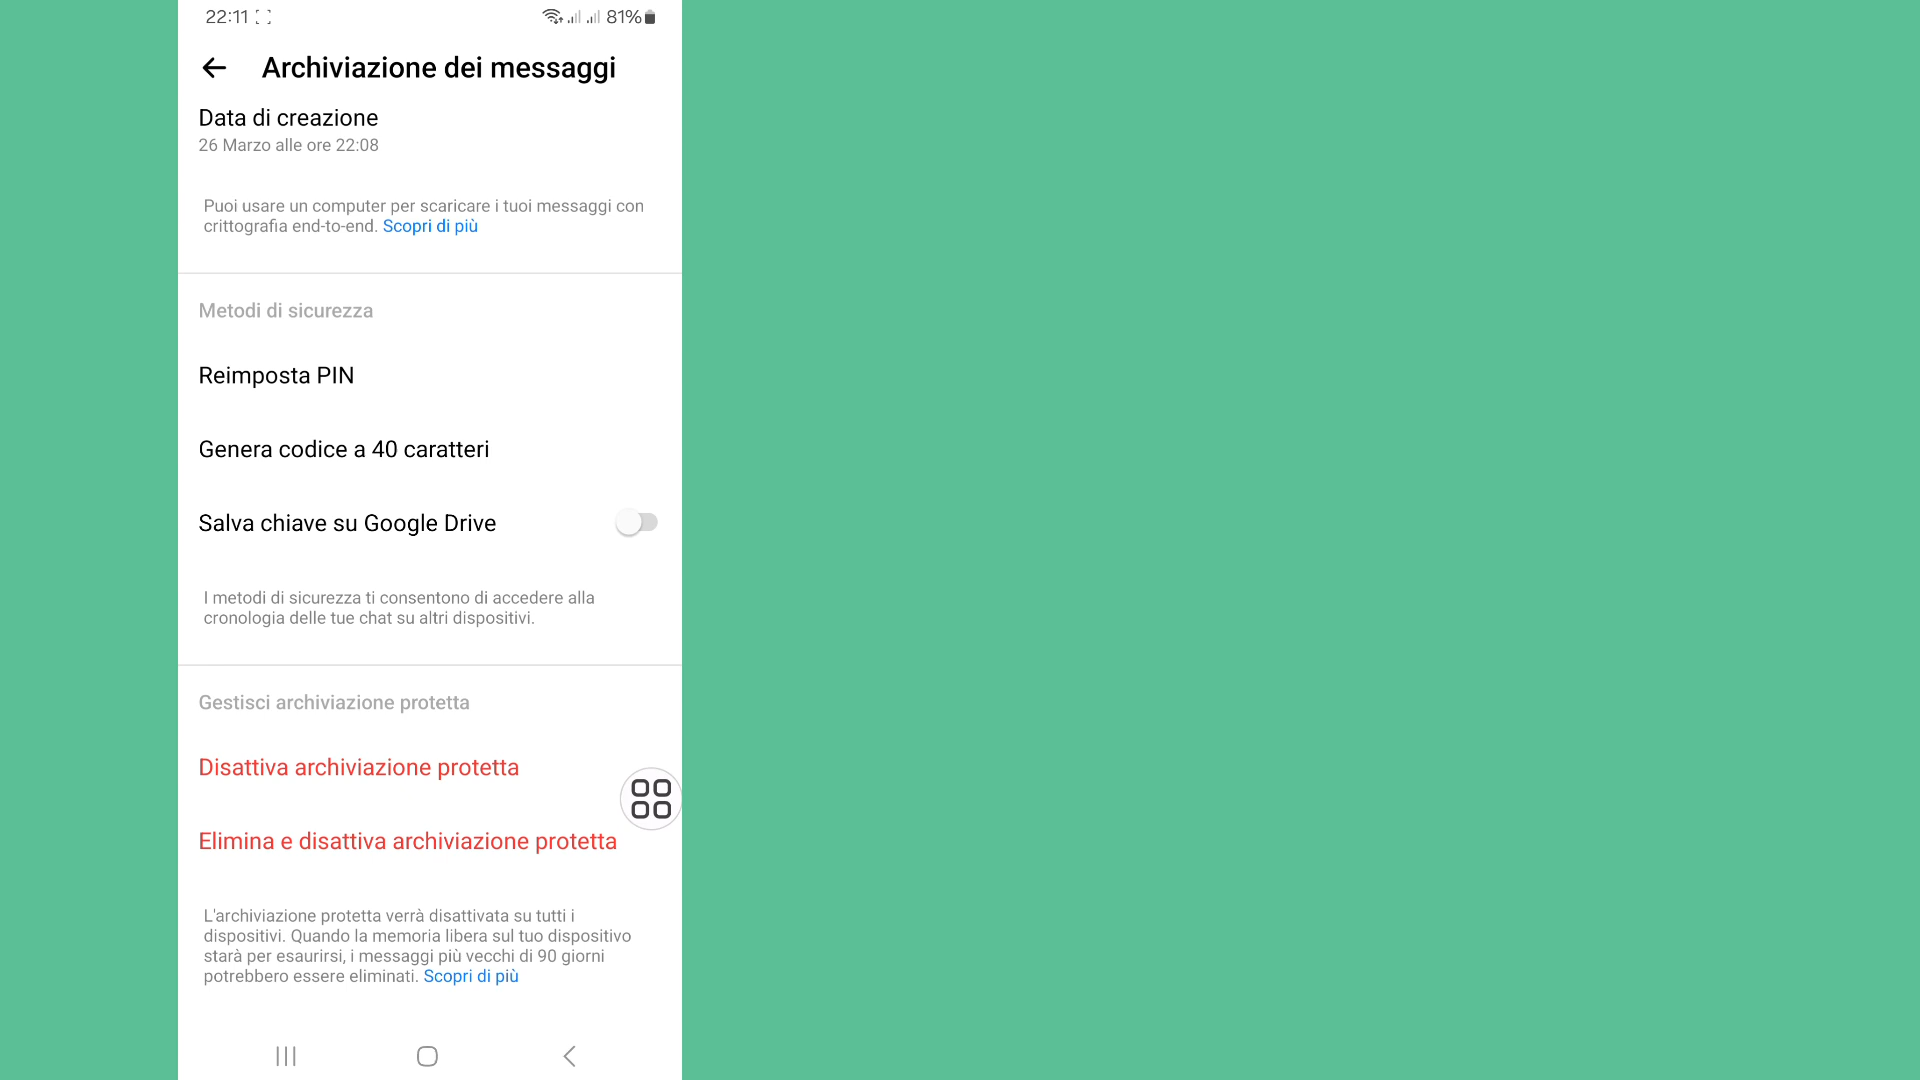 22:11 81%
Archiviazione dei messaggi
Data di creazione
26 Marzo alle ore 22:08
Puoi usare un computer per scaricare i tuoi messaggi con
crittografia end-to-end. Scopri di più
Metodi di sicurezza
Reimposta PIN
Genera codice a 40 caratteri
Salva chiave su Google Drive
I metodi di sicurezza ti consentono di accedere alla
cronologia delle tue chat su altri dispositivi.
Gestisci archiviazione protetta
Disattiva archiviazione protetta
Elimina e disattiva archiviazione protetta
L'archiviazione protetta verrà disattivata su tutti i
dispositivi. Quando la memoria libera sul tuo dispositivo
starà per esaurirsi, i messaggi più vecchi di 90 giorni
potrebbero essere eliminati. Scopri di più